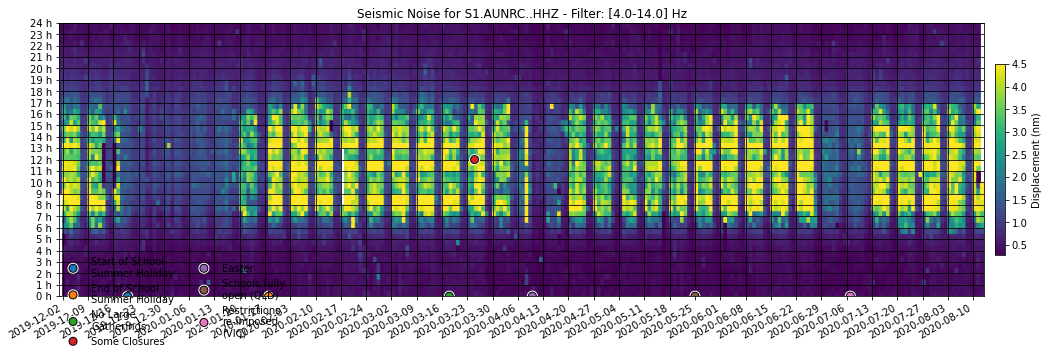 Seismic Noise for S1.AUNRC..HHZ - Filter: [4.0-14.0] Hz
24 h
23 h
22 h
21 h
20 h
19 h
18 h
17 h
16 h
15 h
14 h
13 h
12 h
11 h
10 h
9 h
8 h
7 h
6 h
5 h
4 h
3 h
2 h
1 h
0 h
4.5
4.0
3.5
3.0
2.5
2.0
1.5
1.0
0.5
Displacement (nm)
Start of School
Summer Holiday
End of School
Summer Holiday
No Large
Gatherings
Some Closures
Easter
Schools
open (QLD)
Restrictions
re-imposed
(VIC)
2019-12-02
2019-12-09
2019-12-16
2019-12-23
2019-12-30
2020-01-06
2020-01-13
2020-01-20
2020-01-27
2020-02-03
2020-02-10
2020-02-17
2020-02-24
2020-03-02
2020-03-09
2020-03-16
2020-03-23
2020-03-30
2020-04-06
2020-04-13
2020-04-20
2020-04-27
2020-05-04
2020-05-11
2020-05-18
2020-05-25
2020-06-01
2020-06-08
2020-06-15
2020-06-22
2020-06-29
2020-07-06
2020-07-13
2020-07-20
2020-07-27
2020-08-03
2020-08-10